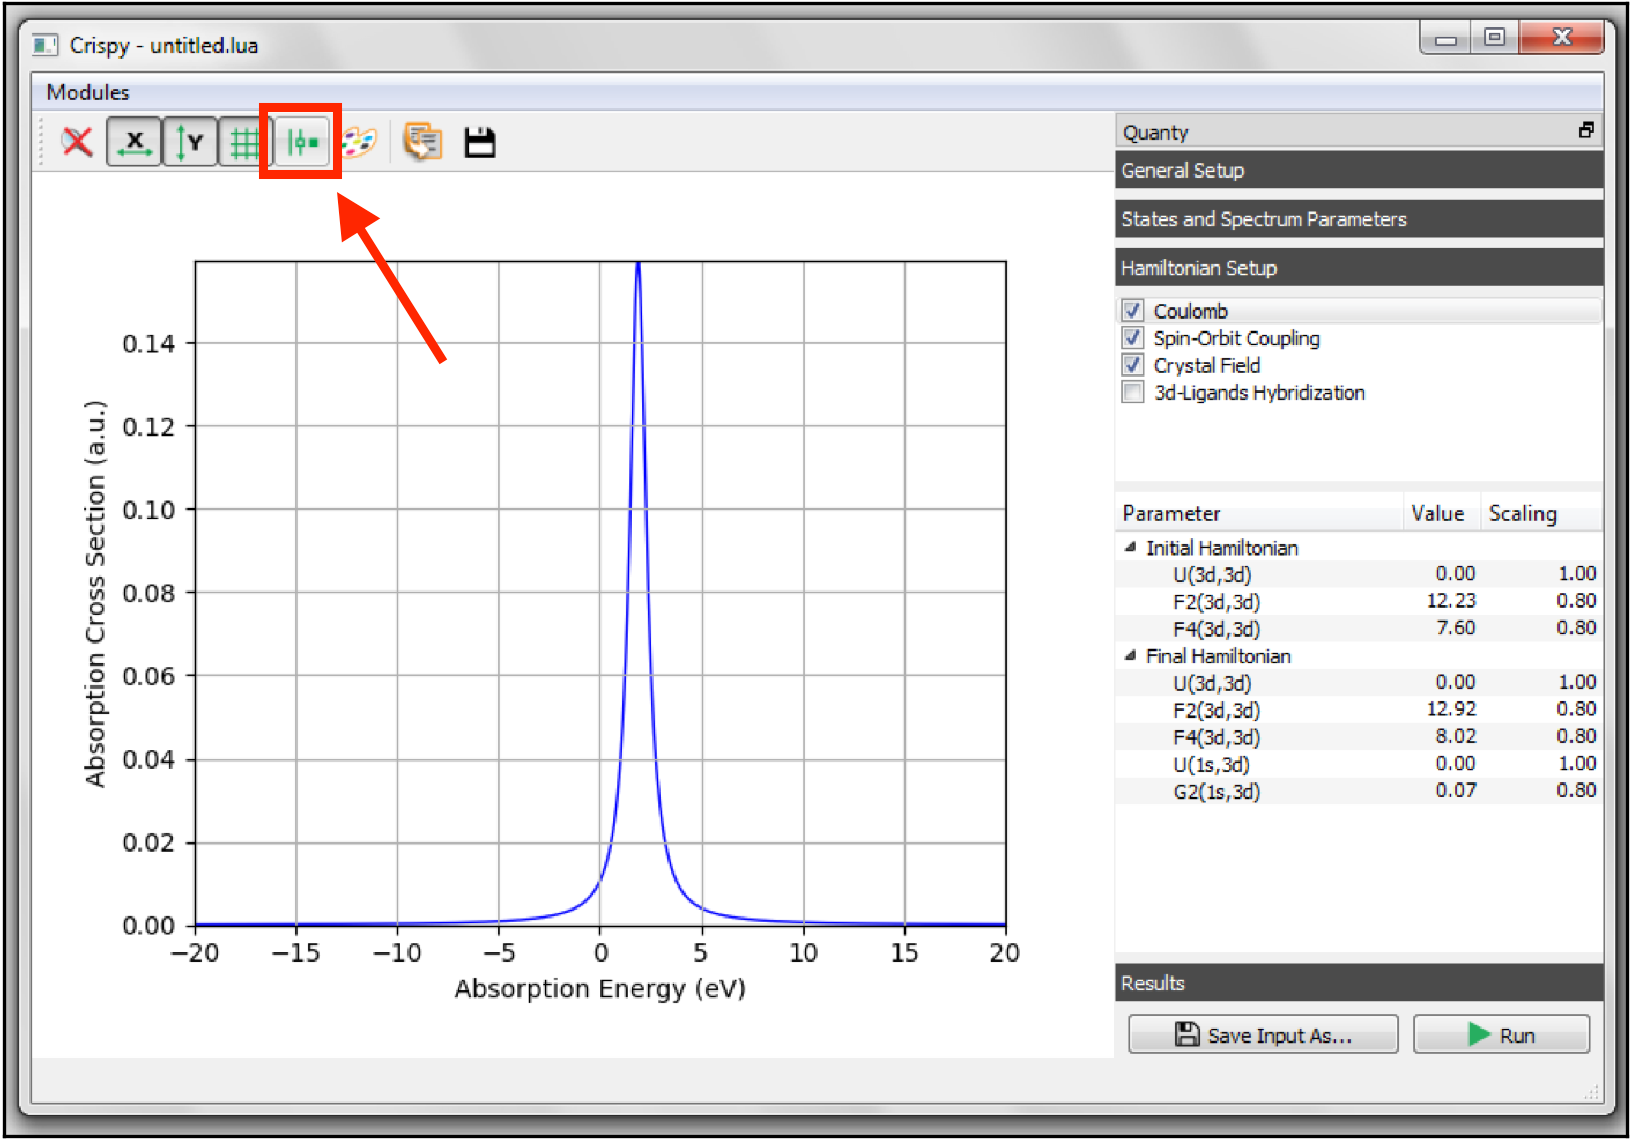 Crispy - untitled.lua
Modules
X
Y
Quanty
General Setup
States and Spectrum Parameters
Hamiltonian Setup
Coulomb
Spin-Orbit Coupling
Crystal Field
3d-Ligands Hybridization
Parameter Value Scaling
Initial Hamiltonian
U(3d,3d) 0.00 1.00
F2(3d,3d) 12.23 0.80
F4(3d,3d) 7.60 0.80
Final Hamiltonian
U(3d,3d) 0.00 1.00
F2(3d,3d) 12.92 0.80
F4(3d,3d) 8.02 0.80
U(1s,3d) 0.00 1.00
G2(1s,3d) 0.07 0.80
Results
Save Input As...
Run
Absorption Cross Section (a.u.)
0.14
0.12
0.10
0.08
0.06
0.04
0.02
0.00
−20 −15 −10 −5 0 5 10 15 20
Absorption Energy (eV)